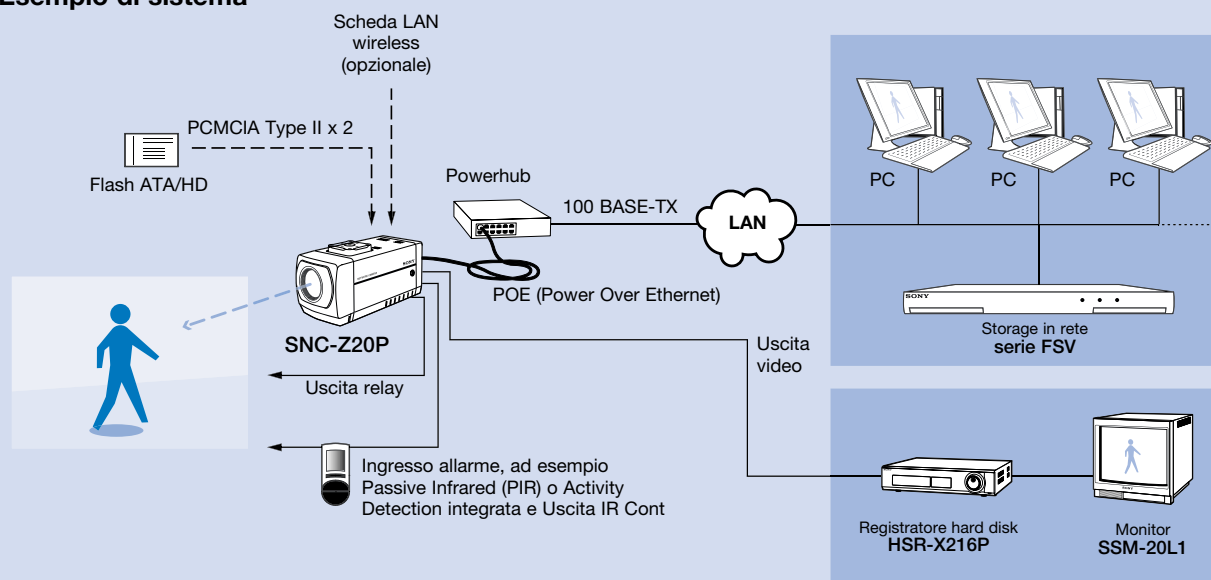 Esempio di sistema
Scheda LAN
wireless
(opzionale)
PCMCIA Type II x 2
Flash ATA/HD
Powerhub
100 BASE-TX
LAN
PC
PC
PC
POE (Power Over Ethernet)
SONY
SONY
Storage in rete
serie FSV
SNC-Z20P
Uscita
video
Uscita relay
Ingresso allarme, ad esempio
Passive Infrared (PIR) o Activity
Detection integrata e Uscita IR Cont
SONY
Registratore hard disk
HSR-X216P
Monitor
SSM-20L1